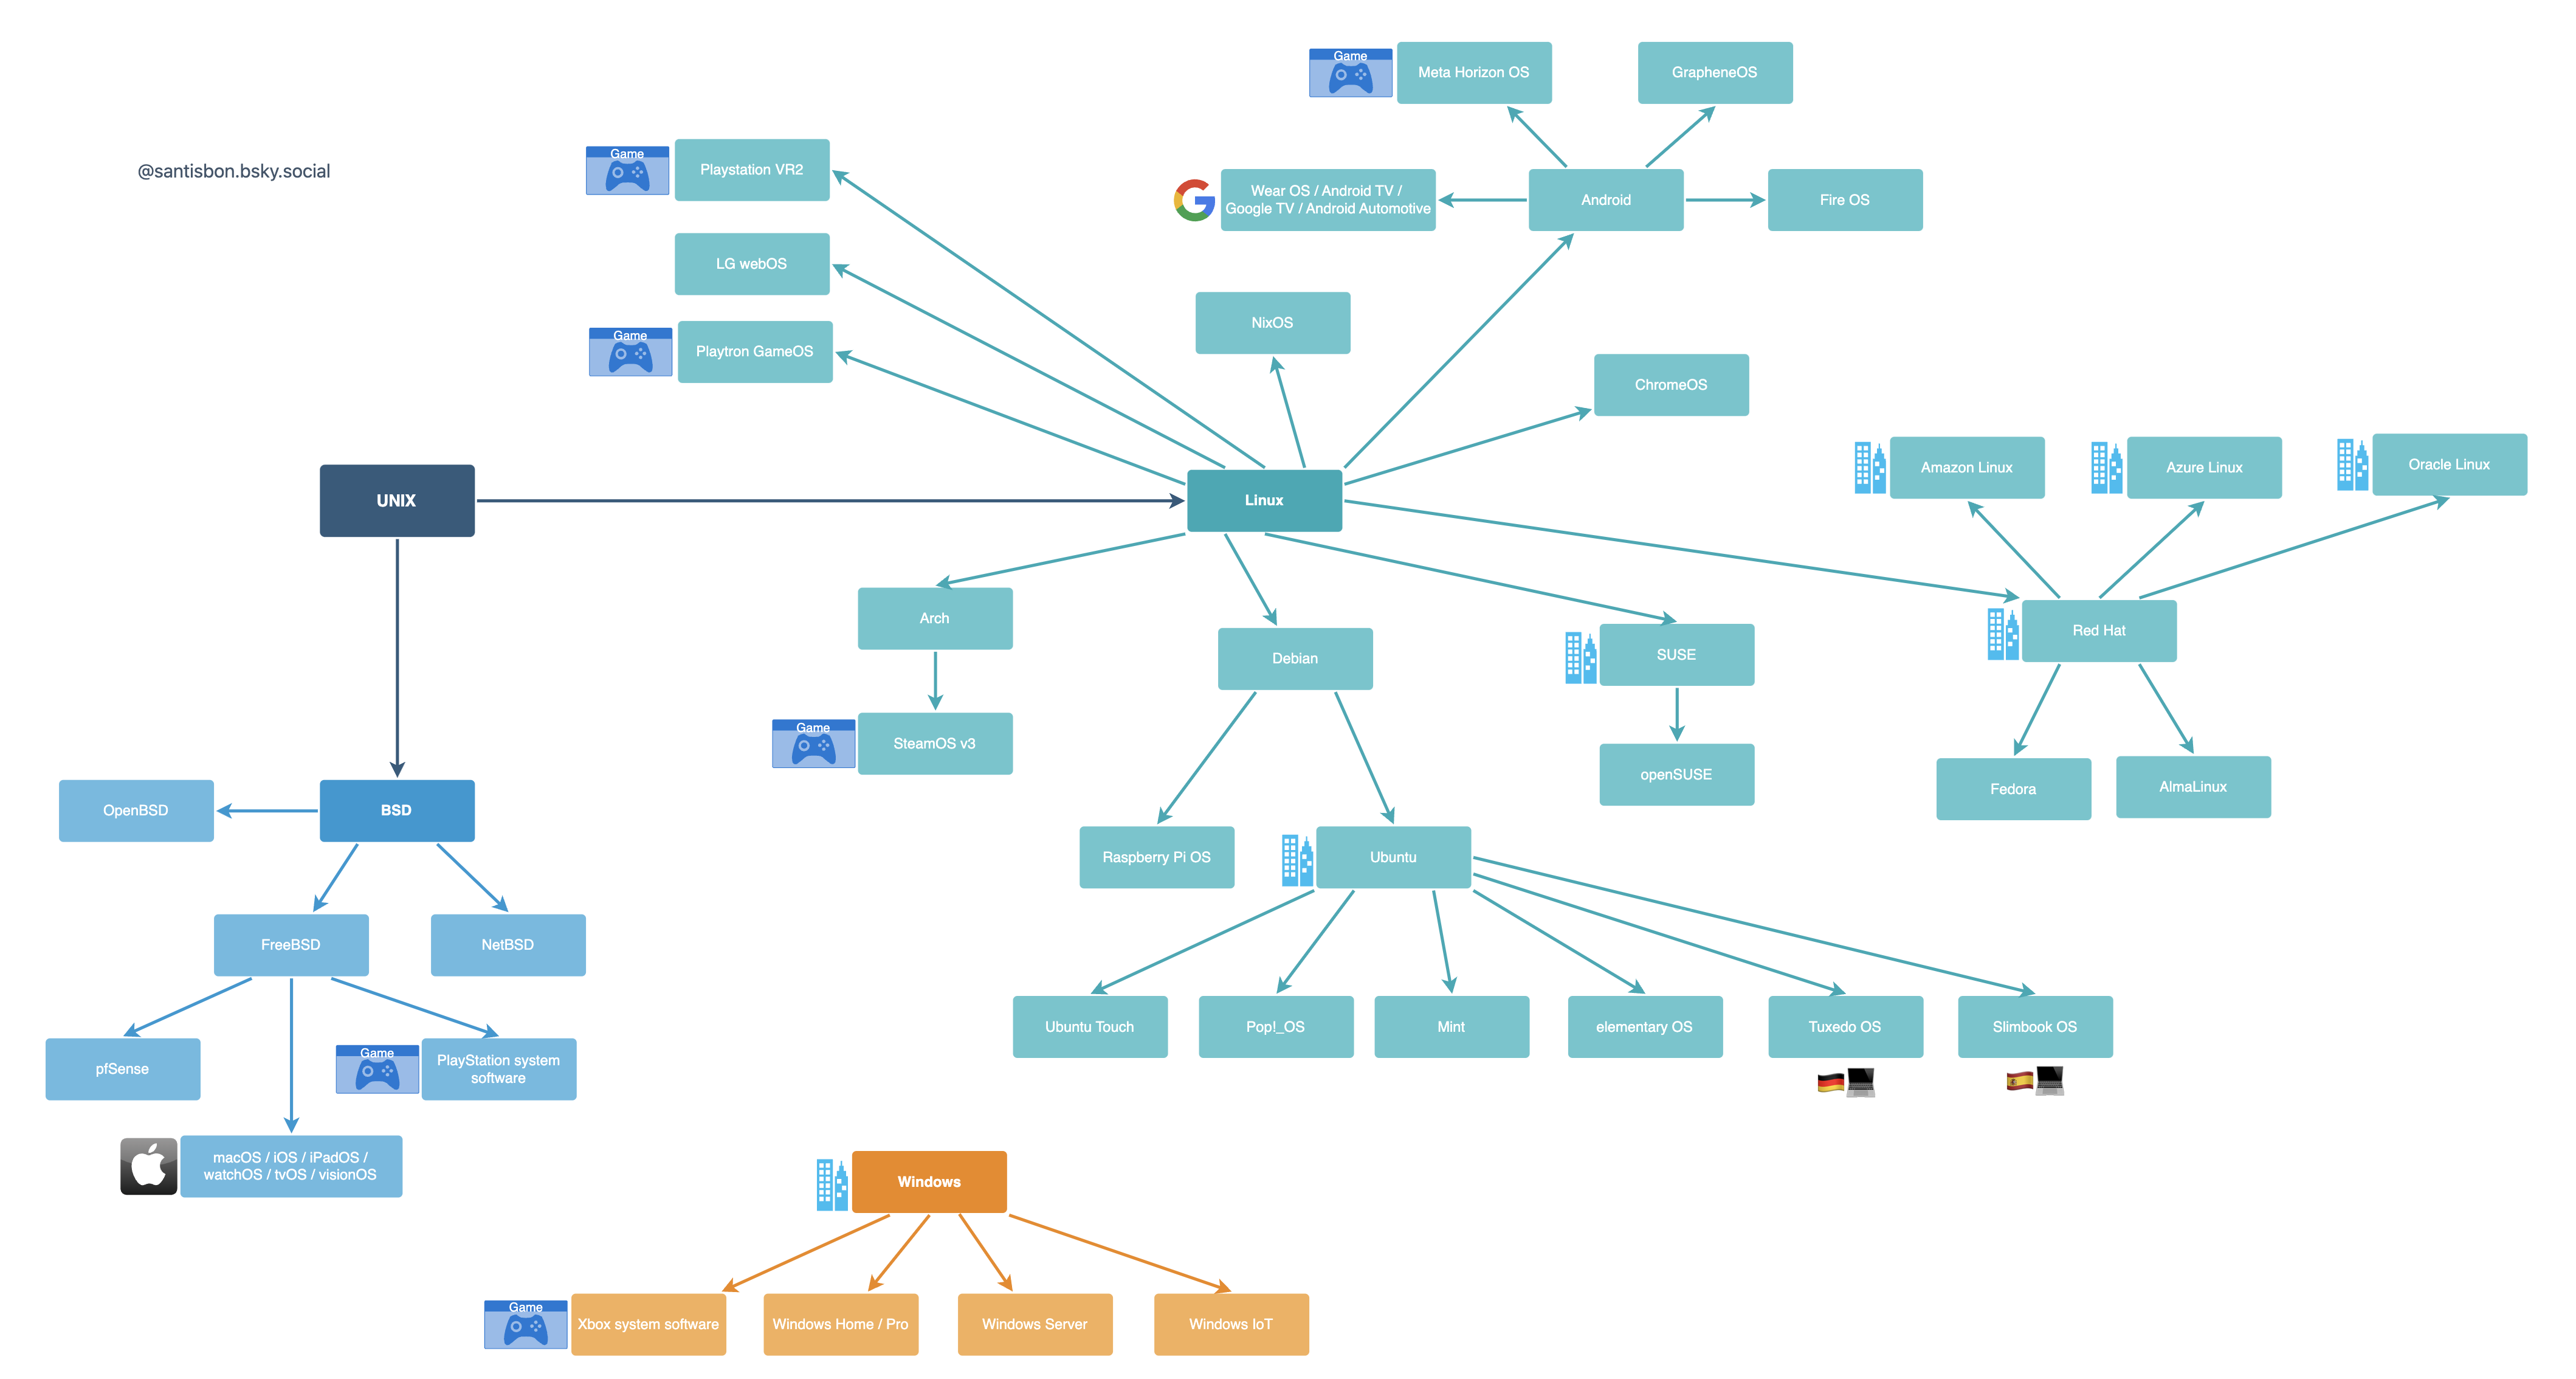 Game
Meta Horizon OS
GrapheneOS
@santisbon.bsky.social
Game
Playstation VR2
Wear OS / Android TV /
Google TV / Android Automotive
Android
Fire OS
LG webOS
Game
Playtron GameOS
NixOS
ChromeOS
Amazon Linux
Azure Linux
Oracle Linux
UNIX
Linux
Arch
Debian
SUSE
Red Hat
Game
SteamOS v3
openSUSE
Fedora
AlmaLinux
OpenBSD
BSD
Raspberry Pi OS
Ubuntu
FreeBSD
NetBSD
Ubuntu Touch
Pop!_OS
Mint
elementary OS
Tuxedo OS
Slimbook OS
pfSense
Game
PlayStation system
software
macOS / iOS / iPadOS /
watchOS / tvOS / visionOS
Windows
Game
Xbox system software
Windows Home / Pro
Windows Server
Windows IoT